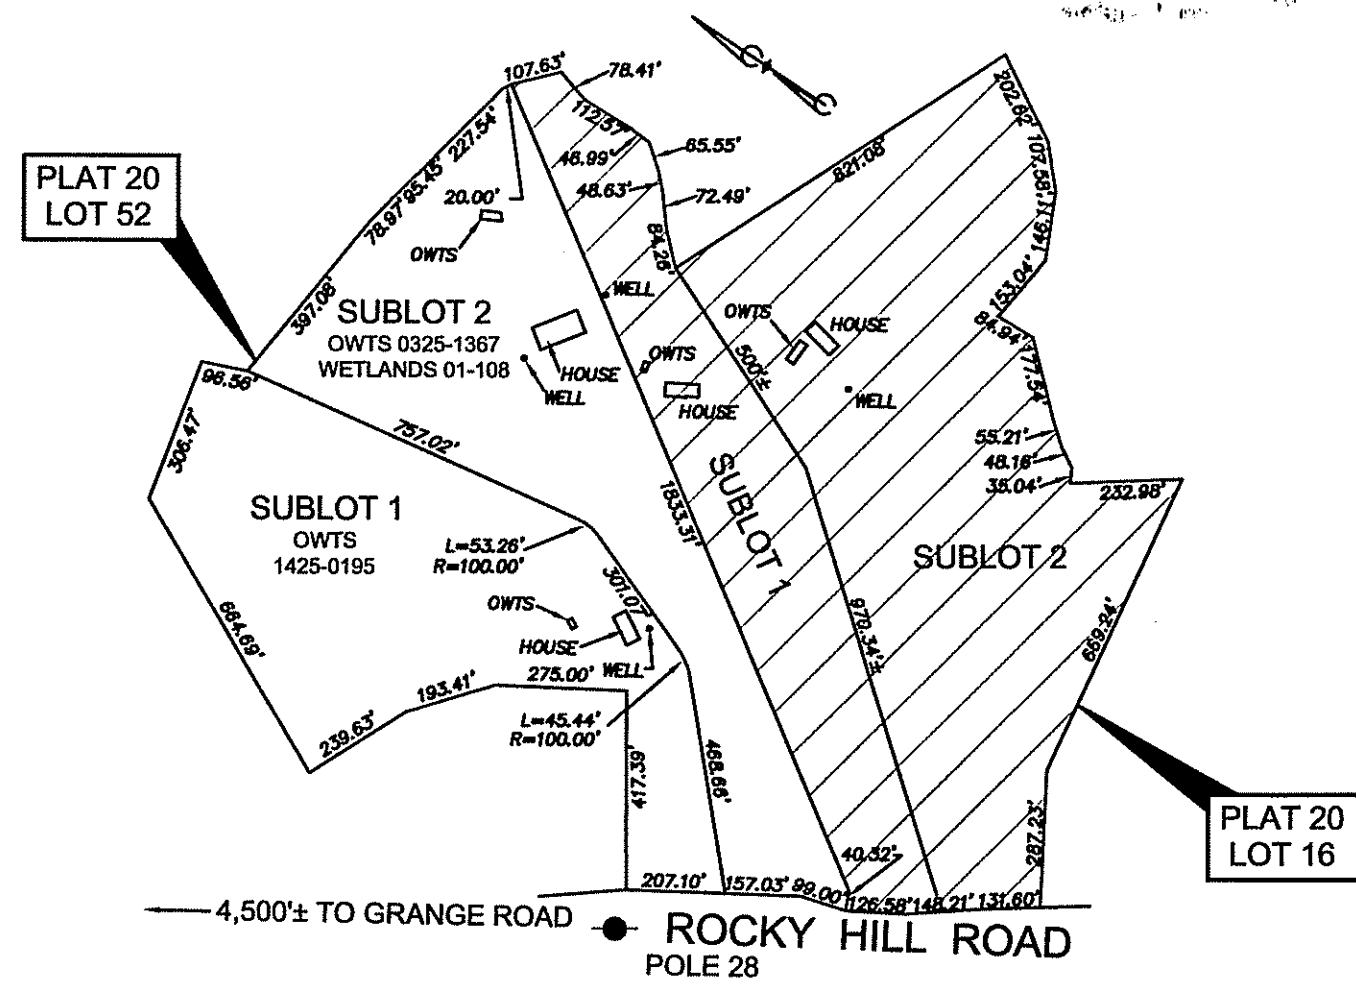 107.63'
78.41'
112.57'
48.99'
65.55'
48.63'
72.49'
84.26'
821.08'
202.62'
107.58'
146.11'
153.04'
84.94'
177.54'
55.21'
48.16'
35.04'
232.98'
669.24'
287.23'
PLAT 20
LOT 52
227.54'
95.45'
78.97'
397.08'
20.00'
OWTS
SUBLOT 2
OWTS 0325-1367
WETLANDS 01-108
HOUSE
WELL
WELL
OWTS
HOUSE
OWTS
HOUSE
WELL
500'±
96.56'
306.47'
757.02'
SUBLOT 1
OWTS
1425-0195
L=53.26'
R=100.00'
301.07'
OWTS
HOUSE
WELL
275.00'
193.41'
239.63'
664.69'
L=45.44'
R=100.00'
417.39'
468.66'
1833.31'
SUBLOT 1
970.34'±
SUBLOT 2
PLAT 20
LOT 16
40.32'
207.10'
157.03'
99.00'
126.58'
148.21'
131.60'
4,500'± TO GRANGE ROAD
ROCKY HILL ROAD
POLE 28